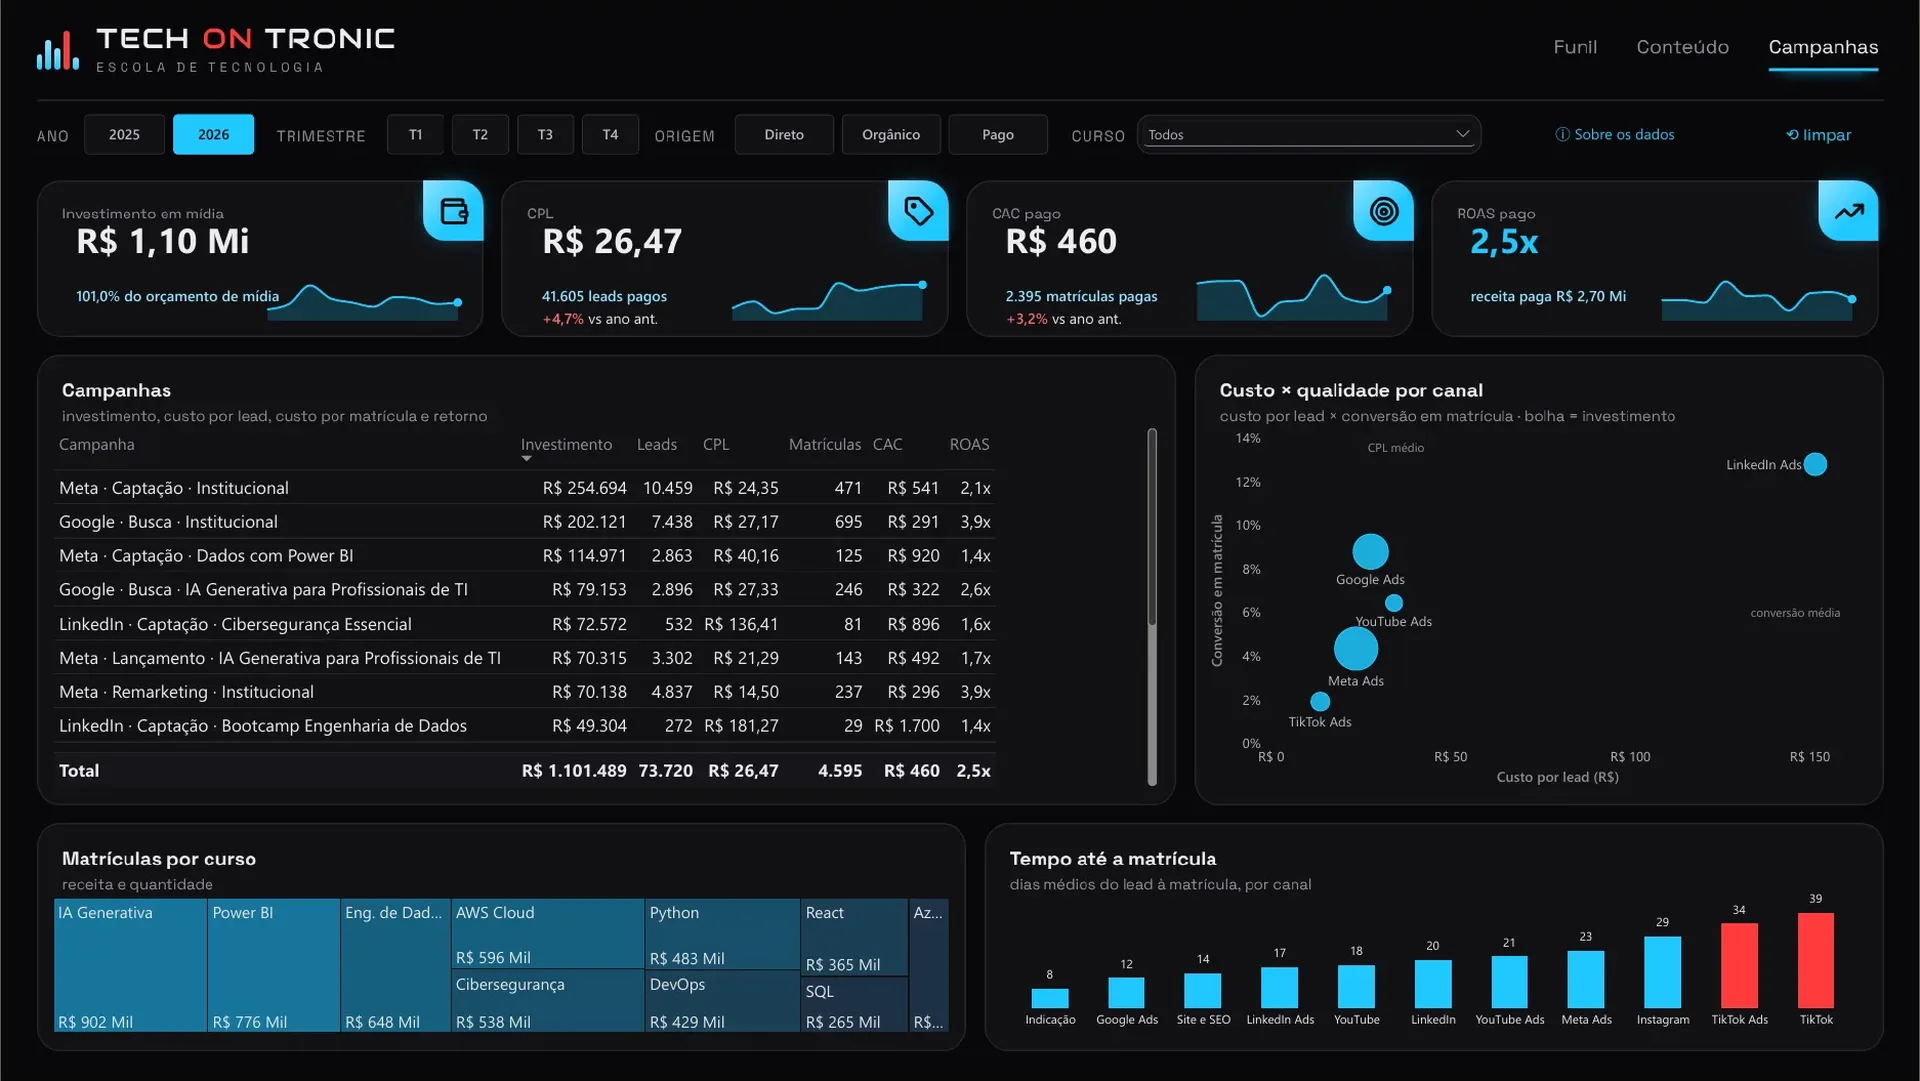 TECH ON TRONIC
ESCOLA DE TECNOLOGIA
Funil
Conteúdo
Campanhas
ANO
2025
2026
TRIMESTRE
T1
T2
T3
T4
ORIGEM
Direto
Orgânico
Pago
CURSO
Todos
ⓘ Sobre os dados
⟲ limpar
Investimento em mídia
R$ 1,10 Mi
101,0% do orçamento de mídia
CPL
R$ 26,47
41.605 leads pagos
+4,7% vs ano ant.
CAC pago
R$ 460
2.395 matrículas pagas
+3,2% vs ano ant.
ROAS pago
2,5x
receita paga R$ 2,70 Mi
Campanhas
investimento, custo por lead, custo por matrícula e retorno
Campanha Investimento Leads CPL Matrículas CAC ROAS
Meta · Captação · Institucional R$ 254.694 10.459 R$ 24,35 471 R$ 541 2,1x
Google · Busca · Institucional R$ 202.121 7.438 R$ 27,17 695 R$ 291 3,9x
Meta · Captação · Dados com Power BI R$ 114.971 2.863 R$ 40,16 125 R$ 920 1,4x
Google · Busca · IA Generativa para Profissionais de TI R$ 79.153 2.896 R$ 27,33 246 R$ 322 2,6x
LinkedIn · Captação · Cibersegurança Essencial R$ 72.572 532 R$ 136,41 81 R$ 896 1,6x
Meta · Lançamento · IA Generativa para Profissionais de TI R$ 70.315 3.302 R$ 21,29 143 R$ 492 1,7x
Meta · Remarketing · Institucional R$ 70.138 4.837 R$ 14,50 237 R$ 296 3,9x
LinkedIn · Captação · Bootcamp Engenharia de Dados R$ 49.304 272 R$ 181,27 29 R$ 1.700 1,4x
Total R$ 1.101.489 73.720 R$ 26,47 4.595 R$ 460 2,5x
Custo × qualidade por canal
custo por lead × conversão em matrícula · bolha = investimento
Conversão em matrícula
14%
12%
10%
8%
6%
4%
2%
0%
CPL médio
LinkedIn Ads
Google Ads
YouTube Ads
conversão média
Meta Ads
TikTok Ads
R$ 0
R$ 50
R$ 100
R$ 150
Custo por lead (R$)
Matrículas por curso
receita e quantidade
IA Generativa
R$ 902 Mil
Power BI
R$ 776 Mil
Eng. de Dad...
R$ 648 Mil
AWS Cloud
R$ 596 Mil
Cibersegurança
R$ 538 Mil
Python
R$ 483 Mil
DevOps
R$ 429 Mil
React
R$ 365 Mil
SQL
R$ 265 Mil
Az...
R$...
Tempo até a matrícula
dias médios do lead à matrícula, por canal
8
12
14
17
18
20
21
23
29
34
39
Indicação
Google Ads
Site e SEO
LinkedIn Ads
YouTube
LinkedIn
YouTube Ads
Meta Ads
Instagram
TikTok Ads
TikTok